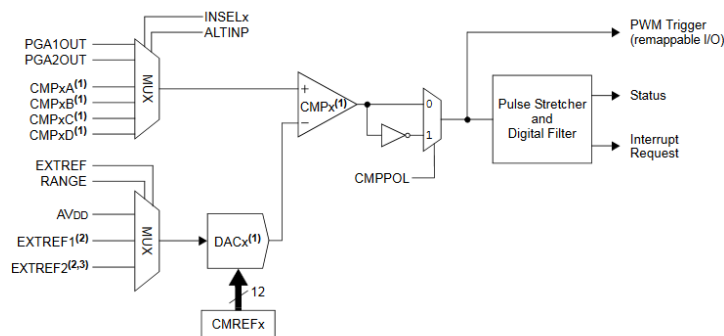 INSELx
ALTINP
PGA1OUT
PGA2OUT
CMPxA(1)
CMPxB(1)
CMPxC(1)
CMPxD(1)
MUX
+
CMPx(1)
–
0
1
CMPPOL
PWM Trigger
(remappable I/O)
Pulse Stretcher
and
Digital Filter
Status
Interrupt
Request
EXTREF
RANGE
AVDD
EXTREF1(2)
EXTREF2(2,3)
MUX
DACx(1)
12
CMREFx